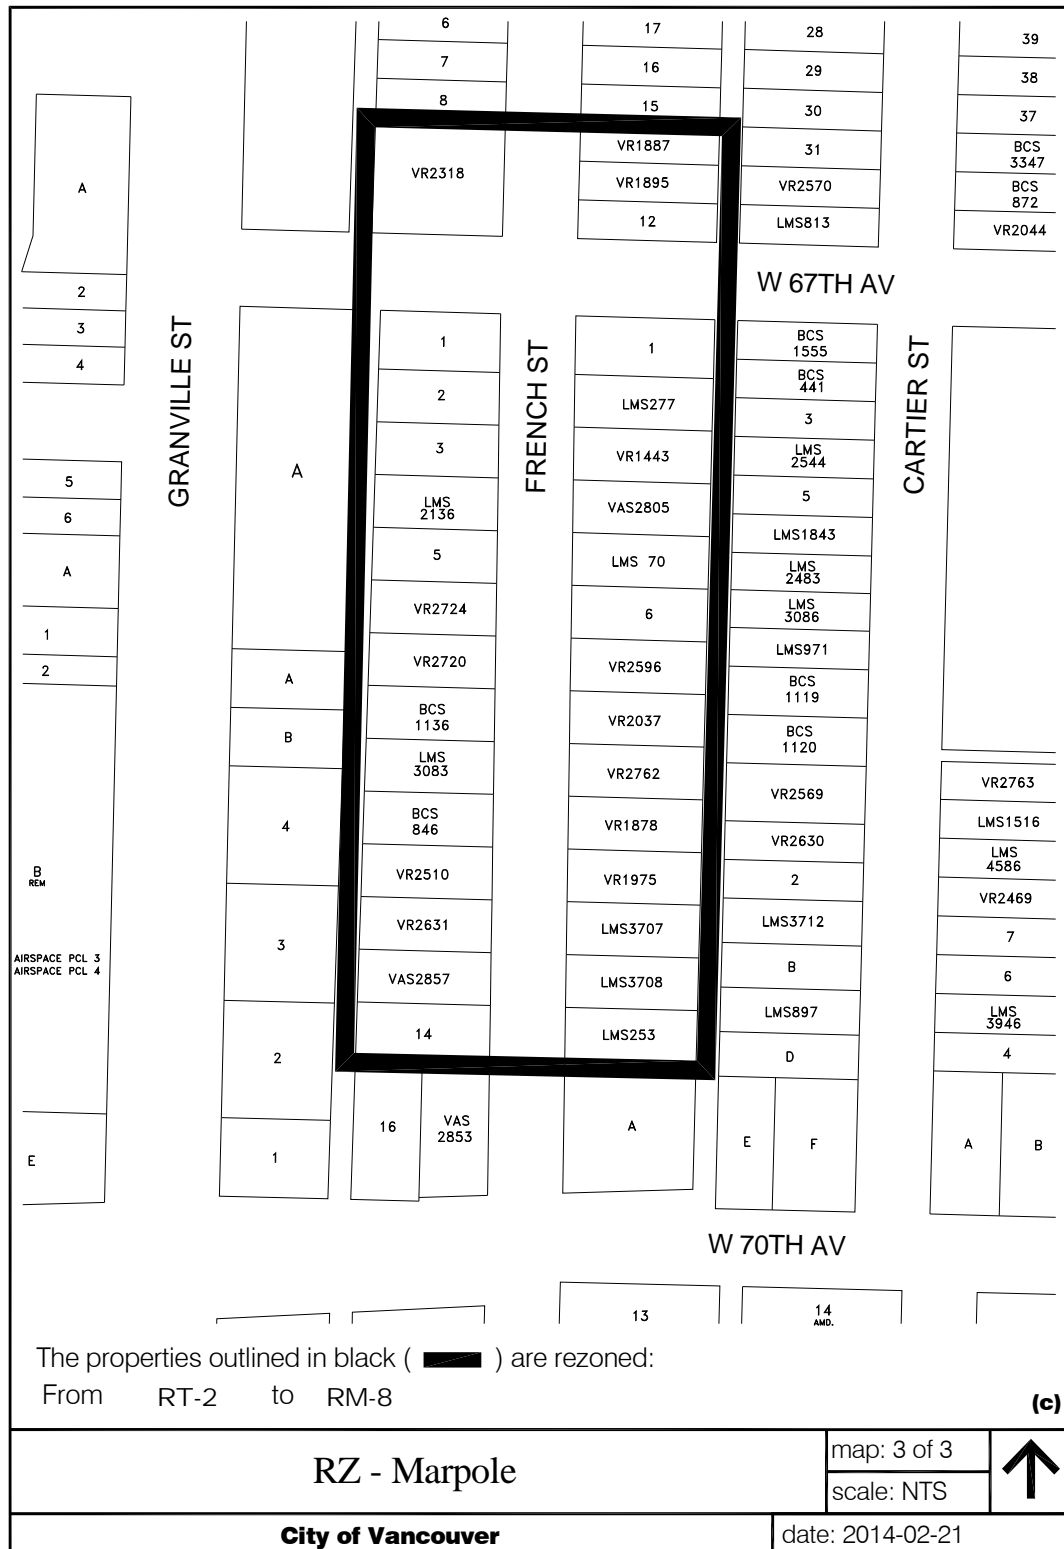 6
7
8
VR2318
17
16
15
VR1887
VR1895
12
28
29
30
31
VR2570
LMS813
39
38
37
BCS
3347
BCS
872
VR2044
A
2
3
4
W 67TH AV
GRANVILLE ST
FRENCH ST
CARTIER ST
5
6
A
1
2
B
REM
AIRSPACE PCL 3
AIRSPACE PCL 4
E
A
A
B
4
3
2
1
1
2
3
LMS
2136
5
VR2724
VR2720
BCS
1136
LMS
3083
BCS
846
VR2510
VR2631
VAS2857
14
16
VAS
2853
1
LMS277
VR1443
VAS2805
LMS 70
6
VR2596
VR2037
VR2762
VR1878
VR1975
LMS3707
LMS3708
LMS253
A
BCS
1555
BCS
441
3
LMS
2544
5
LMS1843
LMS
2483
LMS
3086
LMS971
BCS
1119
BCS
1120
VR2569
VR2630
2
LMS3712
B
LMS897
D
E
F
VR2763
LMS1516
LMS
4586
VR2469
7
6
LMS
3946
4
A
B
W 70TH AV
13
14
AMD.
The properties outlined in black ( ) are rezoned:
From RT-2 to RM-8
(c)
RZ - Marpole
map: 3 of 3
scale: NTS
City of Vancouver
date: 2014-02-21